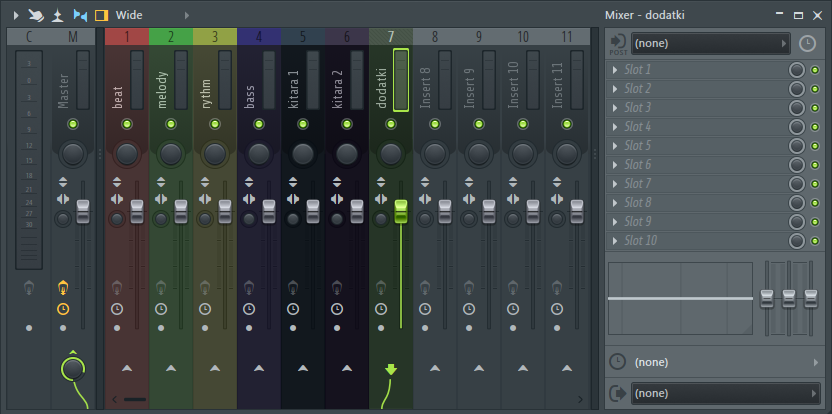 Wide
Mixer - dodatki
C
M
1
2
3
4
5
6
7
8
9
10
11
Master
beat
melody
rythm
bass
kitara 1
kitara 2
dodatki
Insert 8
Insert 9
Insert 10
Insert 11
3
0
3
6
9
12
15
18
21
24
27
30
POST
(none)
Slot 1
Slot 2
Slot 3
Slot 4
Slot 5
Slot 6
Slot 7
Slot 8
Slot 9
Slot 10
(none)
(none)